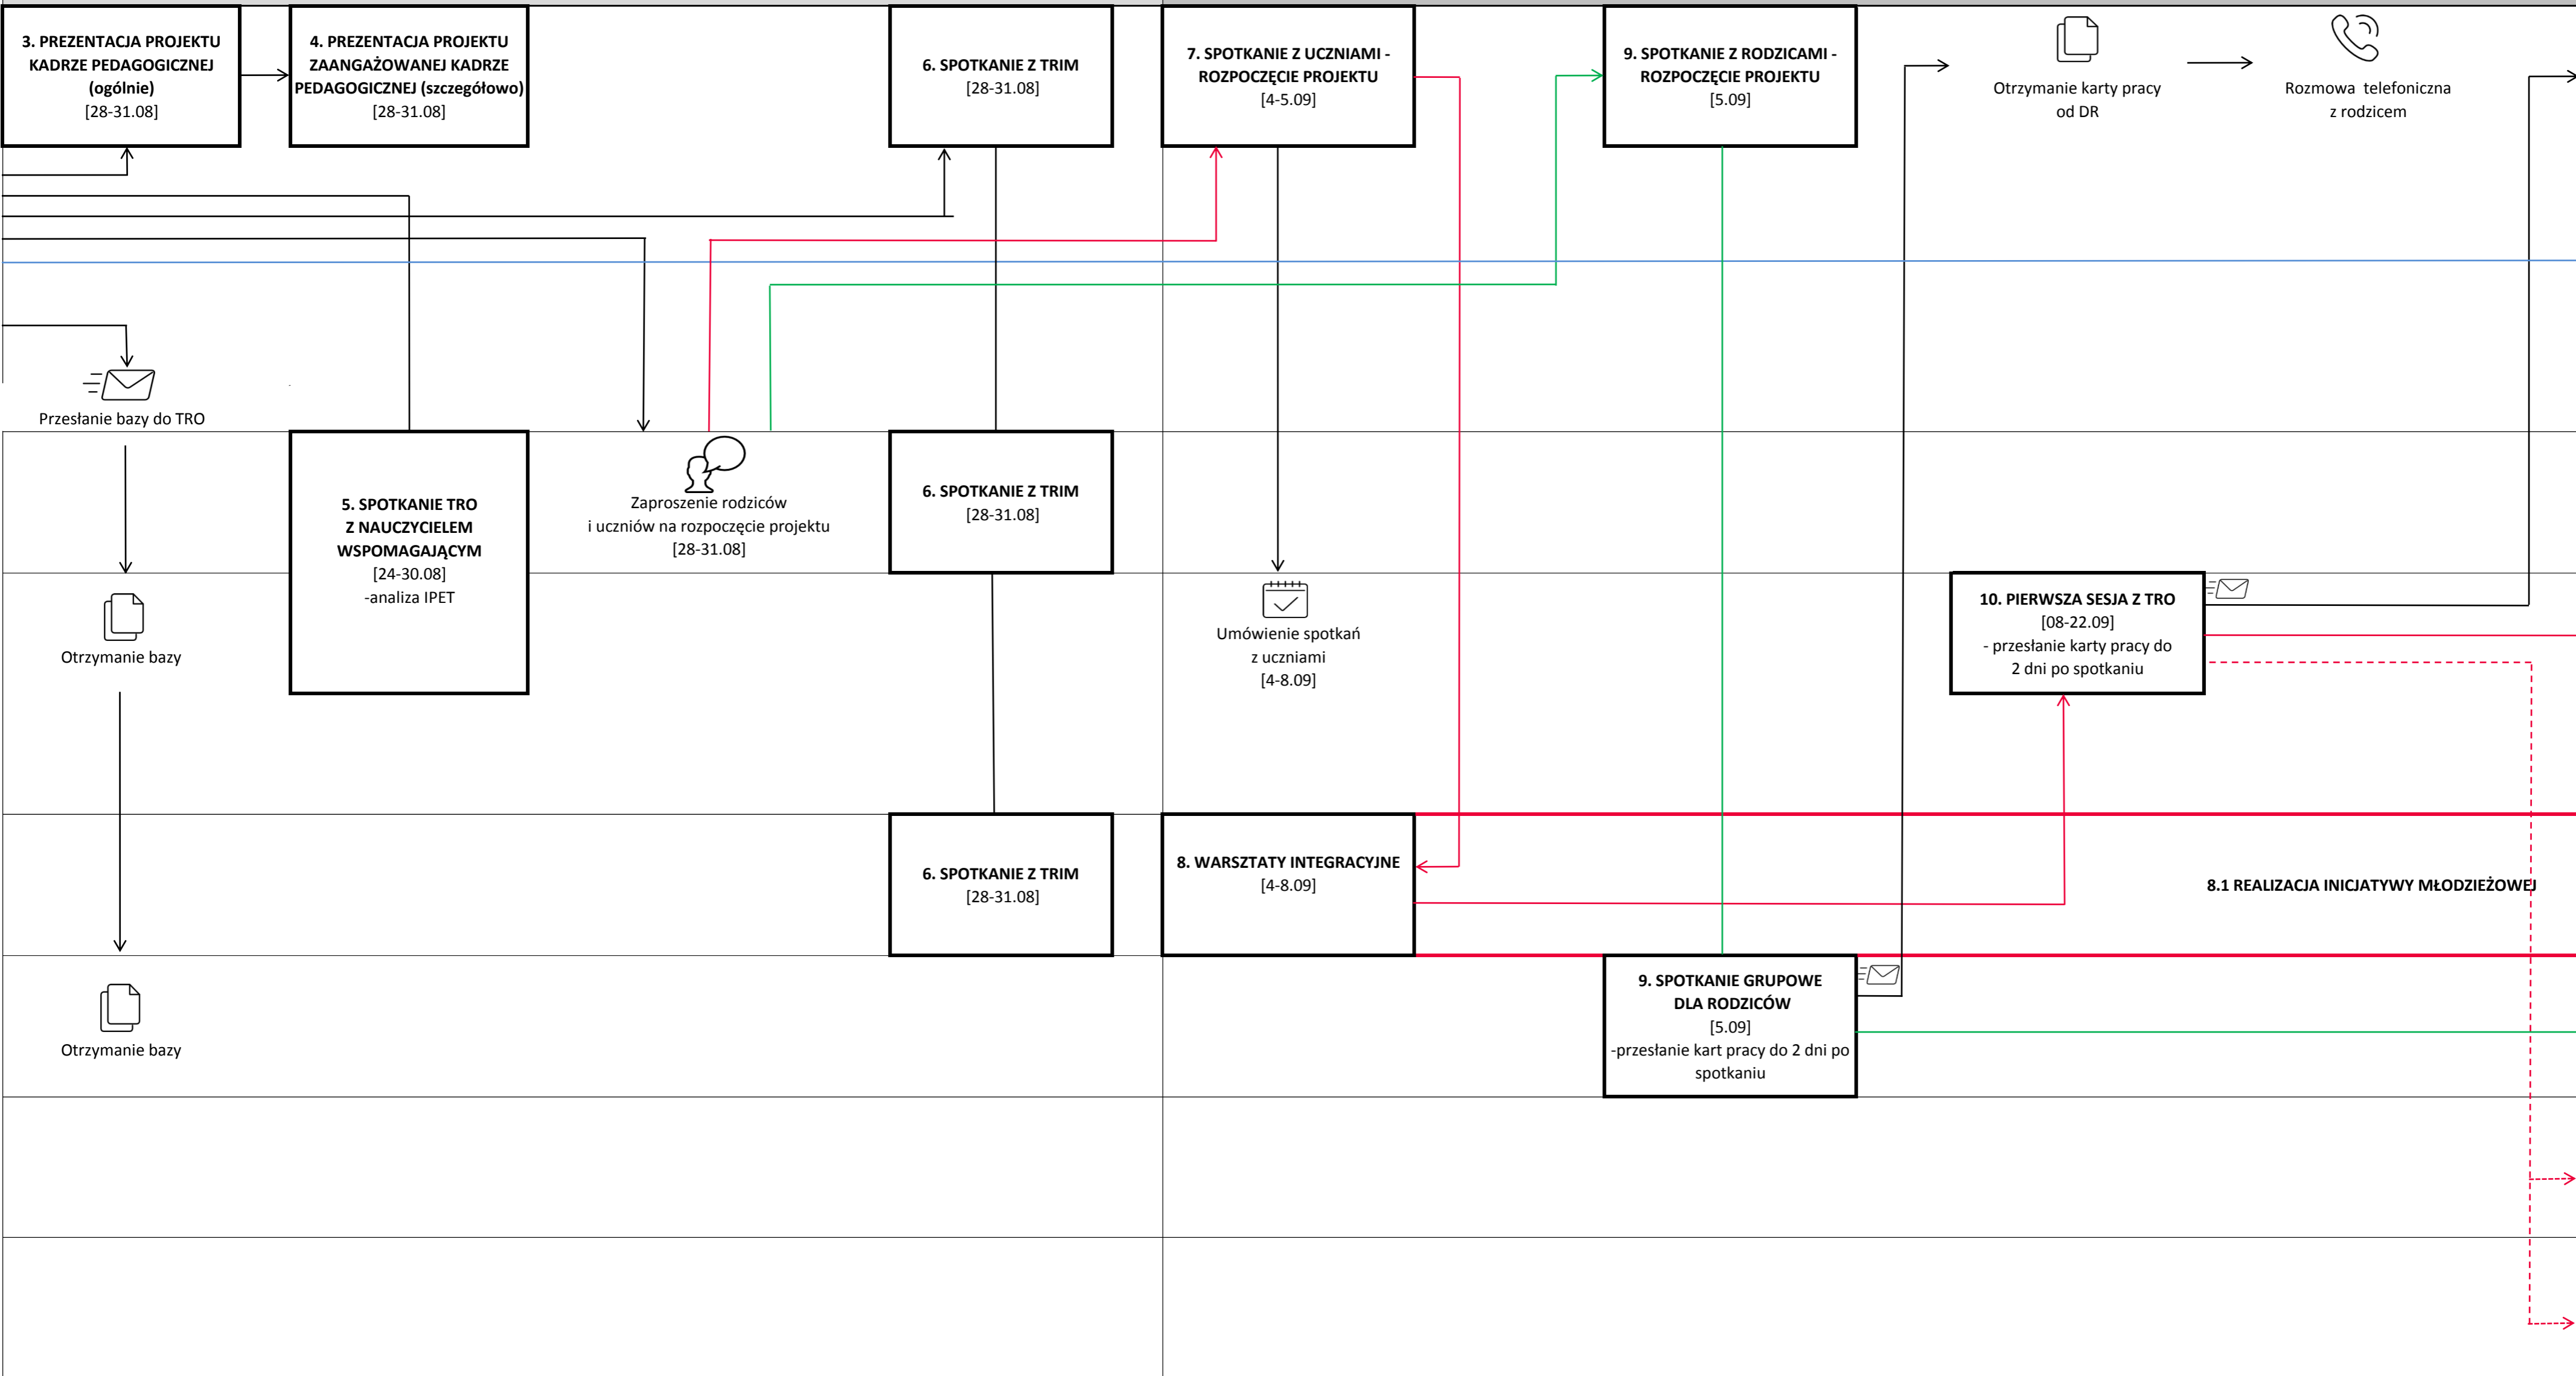 3. PREZENTACJA PROJEKTU
KADRZE PEDAGOGICZNEJ
(ogólnie)
[28-31.08]
4. PREZENTACJA PROJEKTU
ZAANGAŻOWANEJ KADRZE
PEDAGOGICZNEJ (szczegółowo)
[28-31.08]
6. SPOTKANIE Z TRIM
[28-31.08]
7. SPOTKANIE Z UCZNIAMI -
ROZPOCZĘCIE PROJEKTU
[4-5.09]
9. SPOTKANIE Z RODZICAMI -
ROZPOCZĘCIE PROJEKTU
[5.09]
Otrzymanie karty pracy
od DR
Rozmowa telefoniczna
z rodzicem
Przesłanie bazy do TRO
5. SPOTKANIE TRO
Z NAUCZYCIELEM
WSPOMAGAJĄCYM
[24-30.08]
-analiza IPET
Zaproszenie rodziców
i uczniów na rozpoczęcie projektu
[28-31.08]
6. SPOTKANIE Z TRIM
[28-31.08]
Otrzymanie bazy
Umówienie spotkań
z uczniami
[4-8.09]
10. PIERWSZA SESJA Z TRO
[08-22.09]
- przesłanie karty pracy do
2 dni po spotkaniu
6. SPOTKANIE Z TRIM
[28-31.08]
8. WARSZTATY INTEGRACYJNE
[4-8.09]
8.1 REALIZACJA INICJATYWY MŁODZIEŻOWEJ
Otrzymanie bazy
9. SPOTKANIE GRUPOWE
DLA RODZICÓW
[5.09]
-przesłanie kart pracy do 2 dni po
spotkaniu